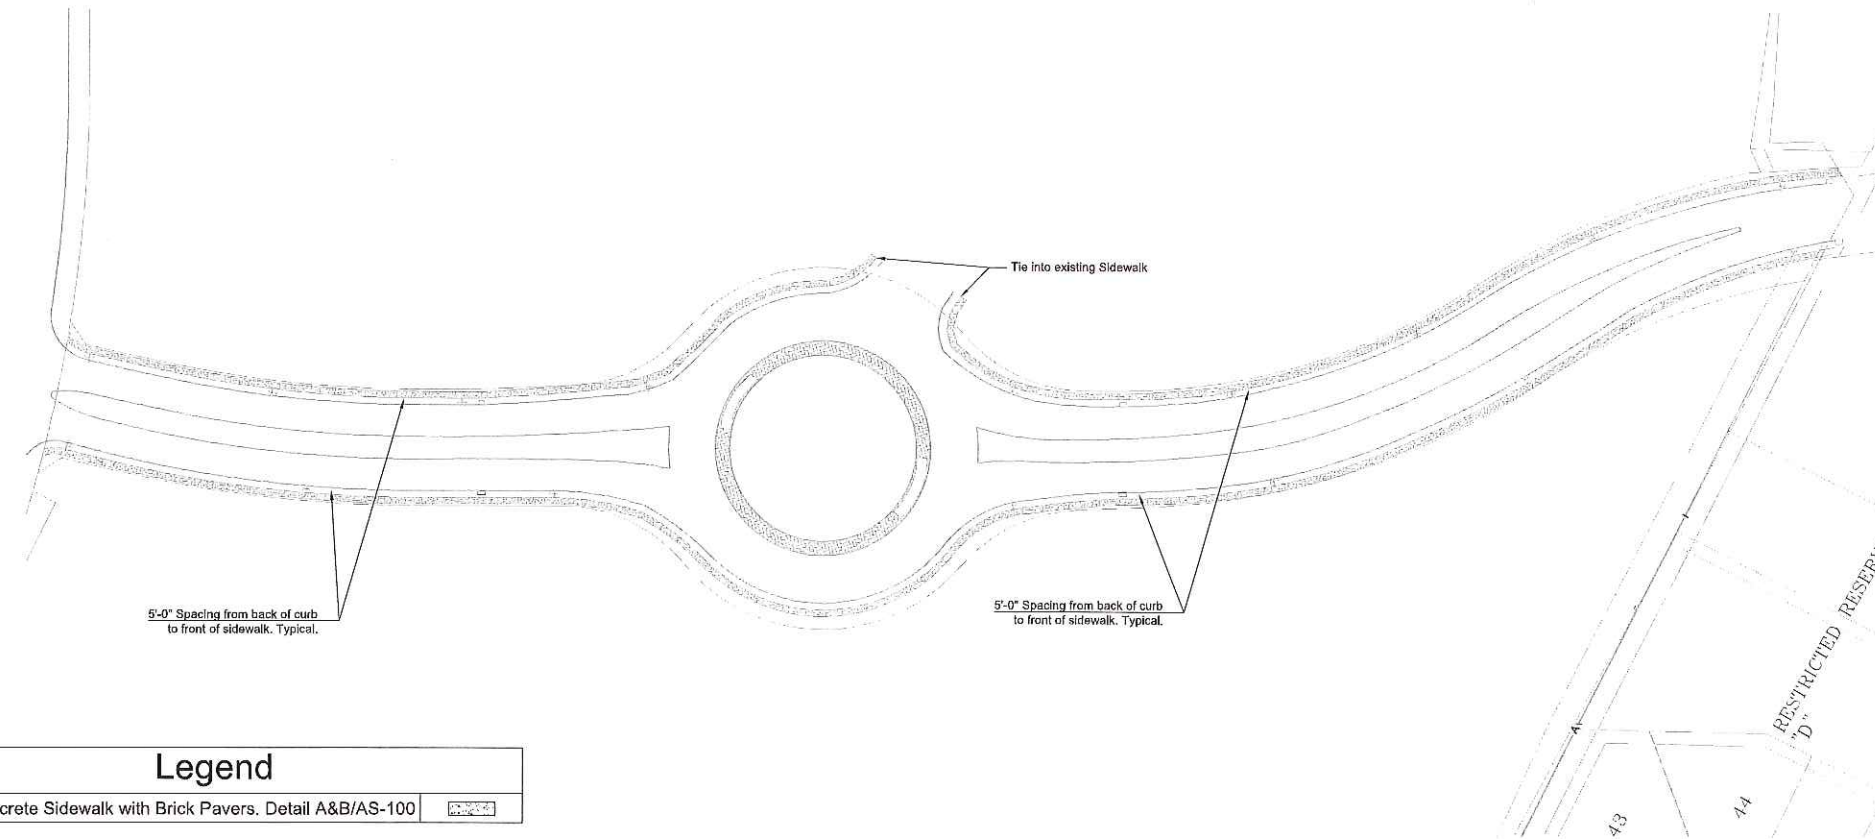 Tie into existing Sidewalk
5'-0" Spacing from back of curb
to front of sidewalk. Typical.
5'-0" Spacing from back of curb
to front of sidewalk. Typical.
RESTRICTED
"D"
A
43
44
Legend
Sidewalk with Brick Pavers. Detail A&B/AS-100